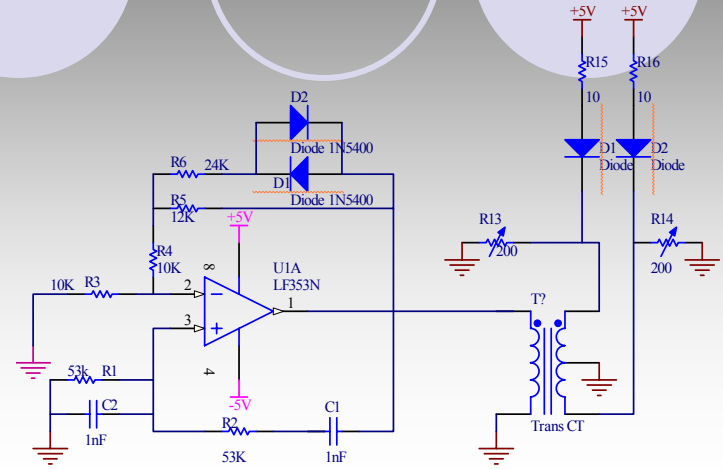 +5V
+5V
R15
R16
10
10
D2
Diode 1N5400
D1
Diode
D2
Diode
R6
24K
D1
Diode 1N5400
R5
12K
+5V
R13
200
R14
200
R4
10K
8
U1A
LF353N
10K
R3
2
1
T?
3
53k
R1
4
-5V
C2
1nF
R2
53K
C1
1nF
Trans CT